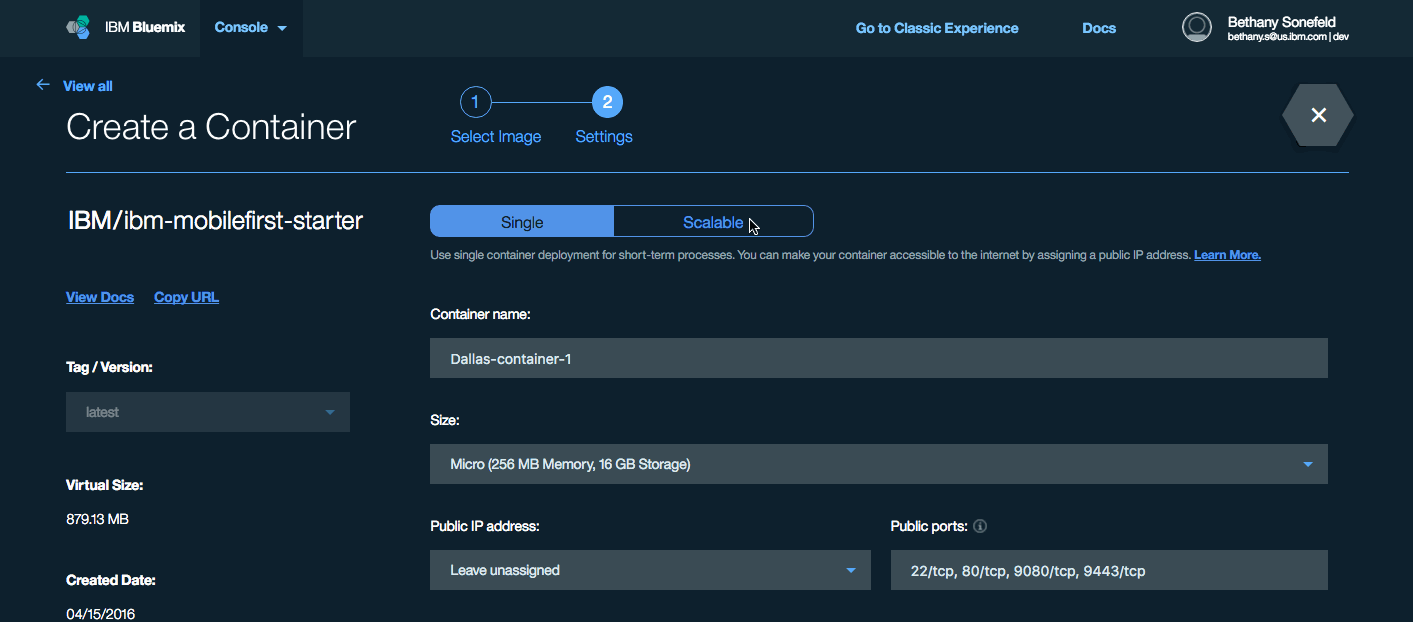 IBM Bluemix
Console
Go to Classic Experience
Docs
Bethany Sonefeld
bethany.s@us.ibm.com | dev
View all
Create a Container
1
2
Select Image
Settings
IBM/ibm-mobilefirst-starter
Single
Scalable
Use single container deployment for short-term processes. You can make your container accessible to the internet by assigning a public IP address. Learn More.
View Docs
Copy URL
Container name:
Dallas-container-1
Tag / Version:
latest
Size:
Micro (256 MB Memory, 16 GB Storage)
Virtual Size:
879.13 MB
Public IP address:
Leave unassigned
Public ports:
22/tcp, 80/tcp, 9080/tcp, 9443/tcp
Created Date:
04/15/2016